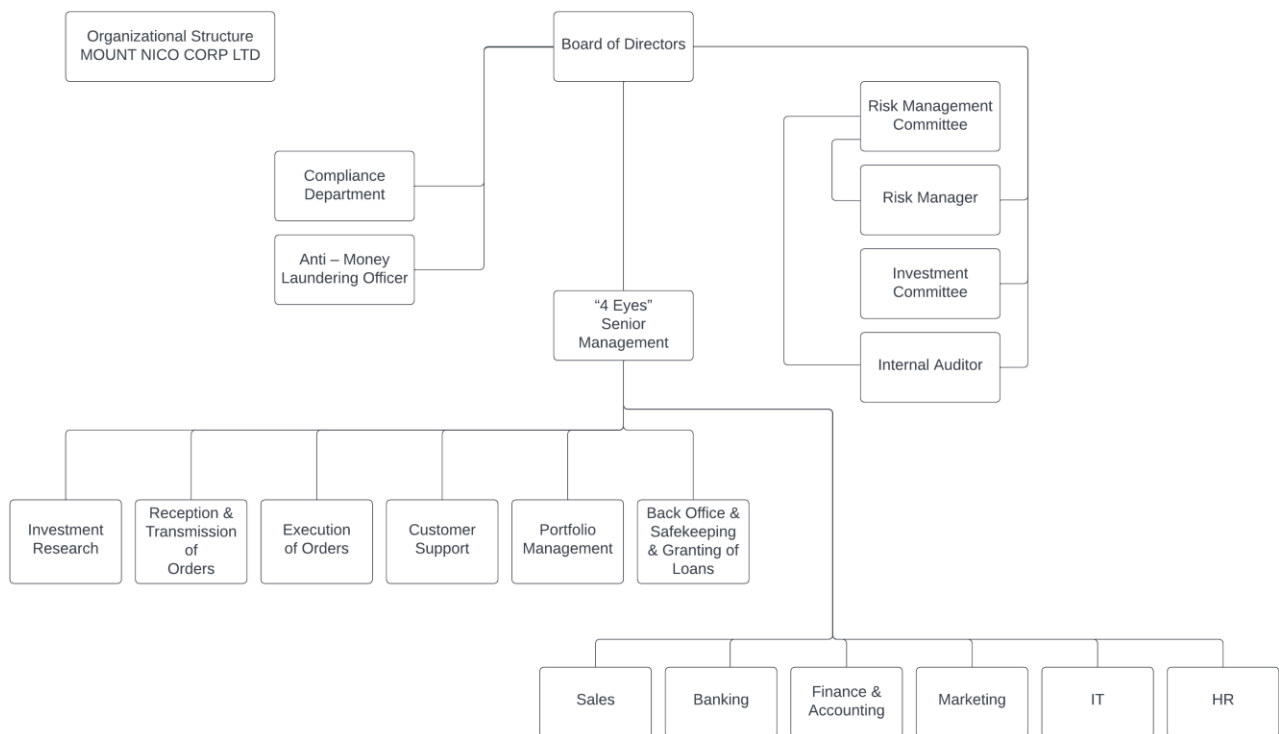 Organizational Structure
MOUNT NICO CORP LTD
Board of Directors
Risk Management
Committee
Compliance
Department
Risk Manager
Anti – Money
Laundering Officer
Investment
Committee
“4 Eyes”
Senior
Management
Internal Auditor
Investment
Research
Reception &
Transmission
of
Orders
Execution
of Orders
Customer
Support
Portfolio
Management
Back Office &
Safekeeping
& Granting of
Loans
Sales
Banking
Finance &
Accounting
Marketing
IT
HR